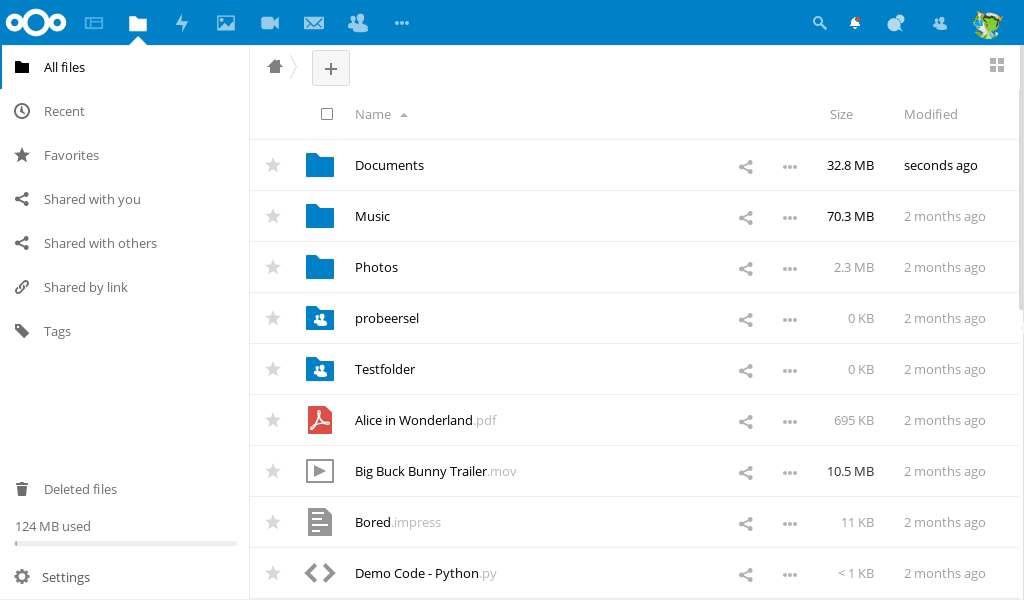 All files
Recent
Favorites
Shared with you
Shared with others
Shared by link
Tags
Deleted files
124 MB used
Settings
Name Size Modified
Documents 32.8 MB seconds ago
Music 70.3 MB 2 months ago
Photos 2.3 MB 2 months ago
probeersel 0 KB 2 months ago
Testfolder 0 KB 2 months ago
Alice in Wonderland.pdf 695 KB 2 months ago
Big Buck Bunny Trailer.mov 10.5 MB 2 months ago
Bored.impress 11 KB 2 months ago
Demo Code - Python.py < 1 KB 2 months ago